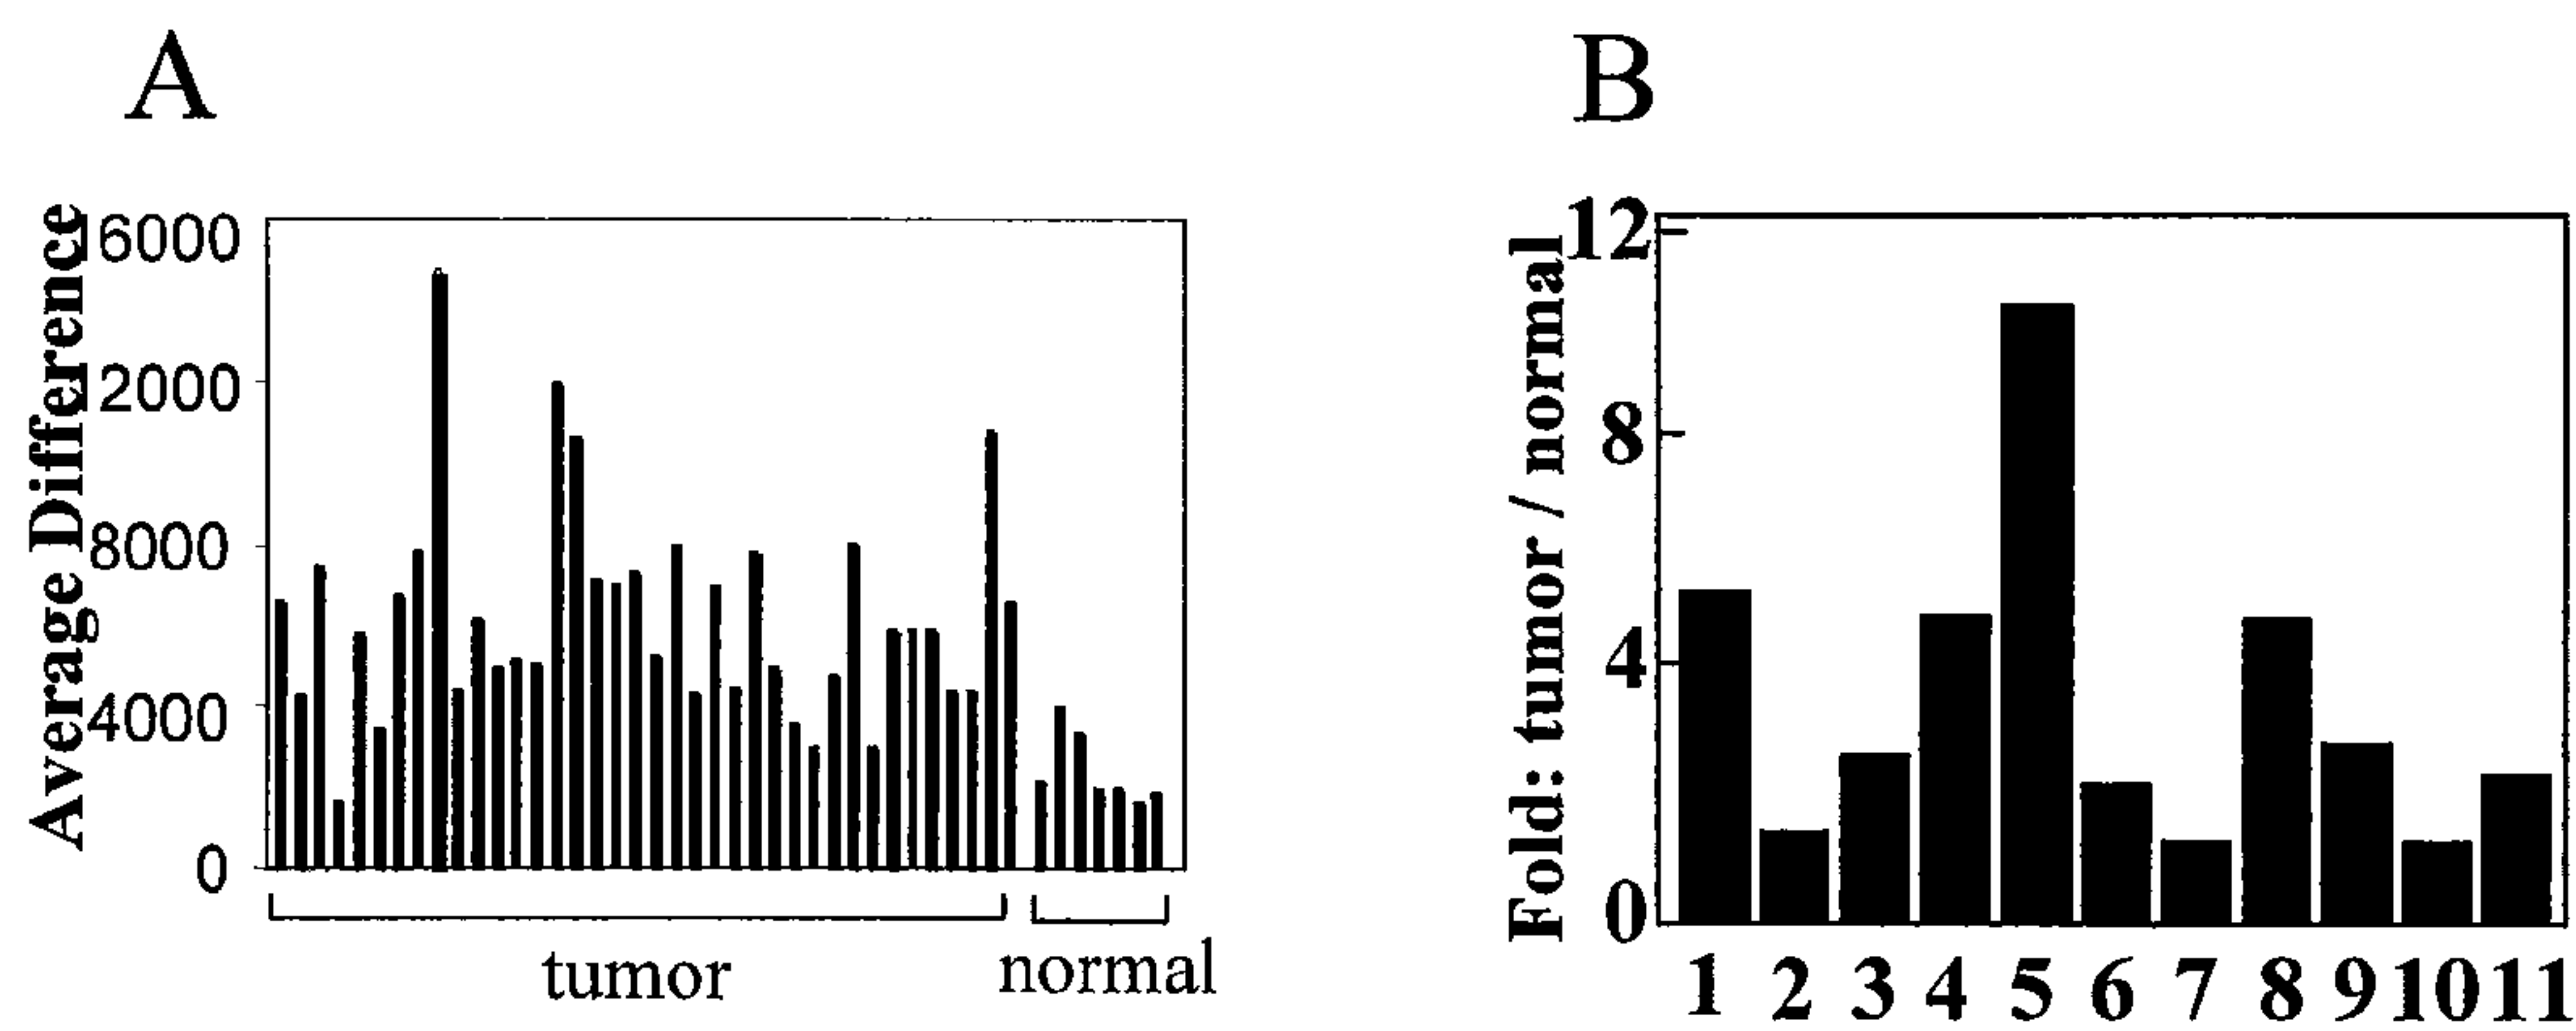 A
Average Difference
16000
12000
8000
4000
0
tumor
normal
B
Fold: tumor / normal
12
8
4
0
1 2 3 4 5 6 7 8 9 10 11